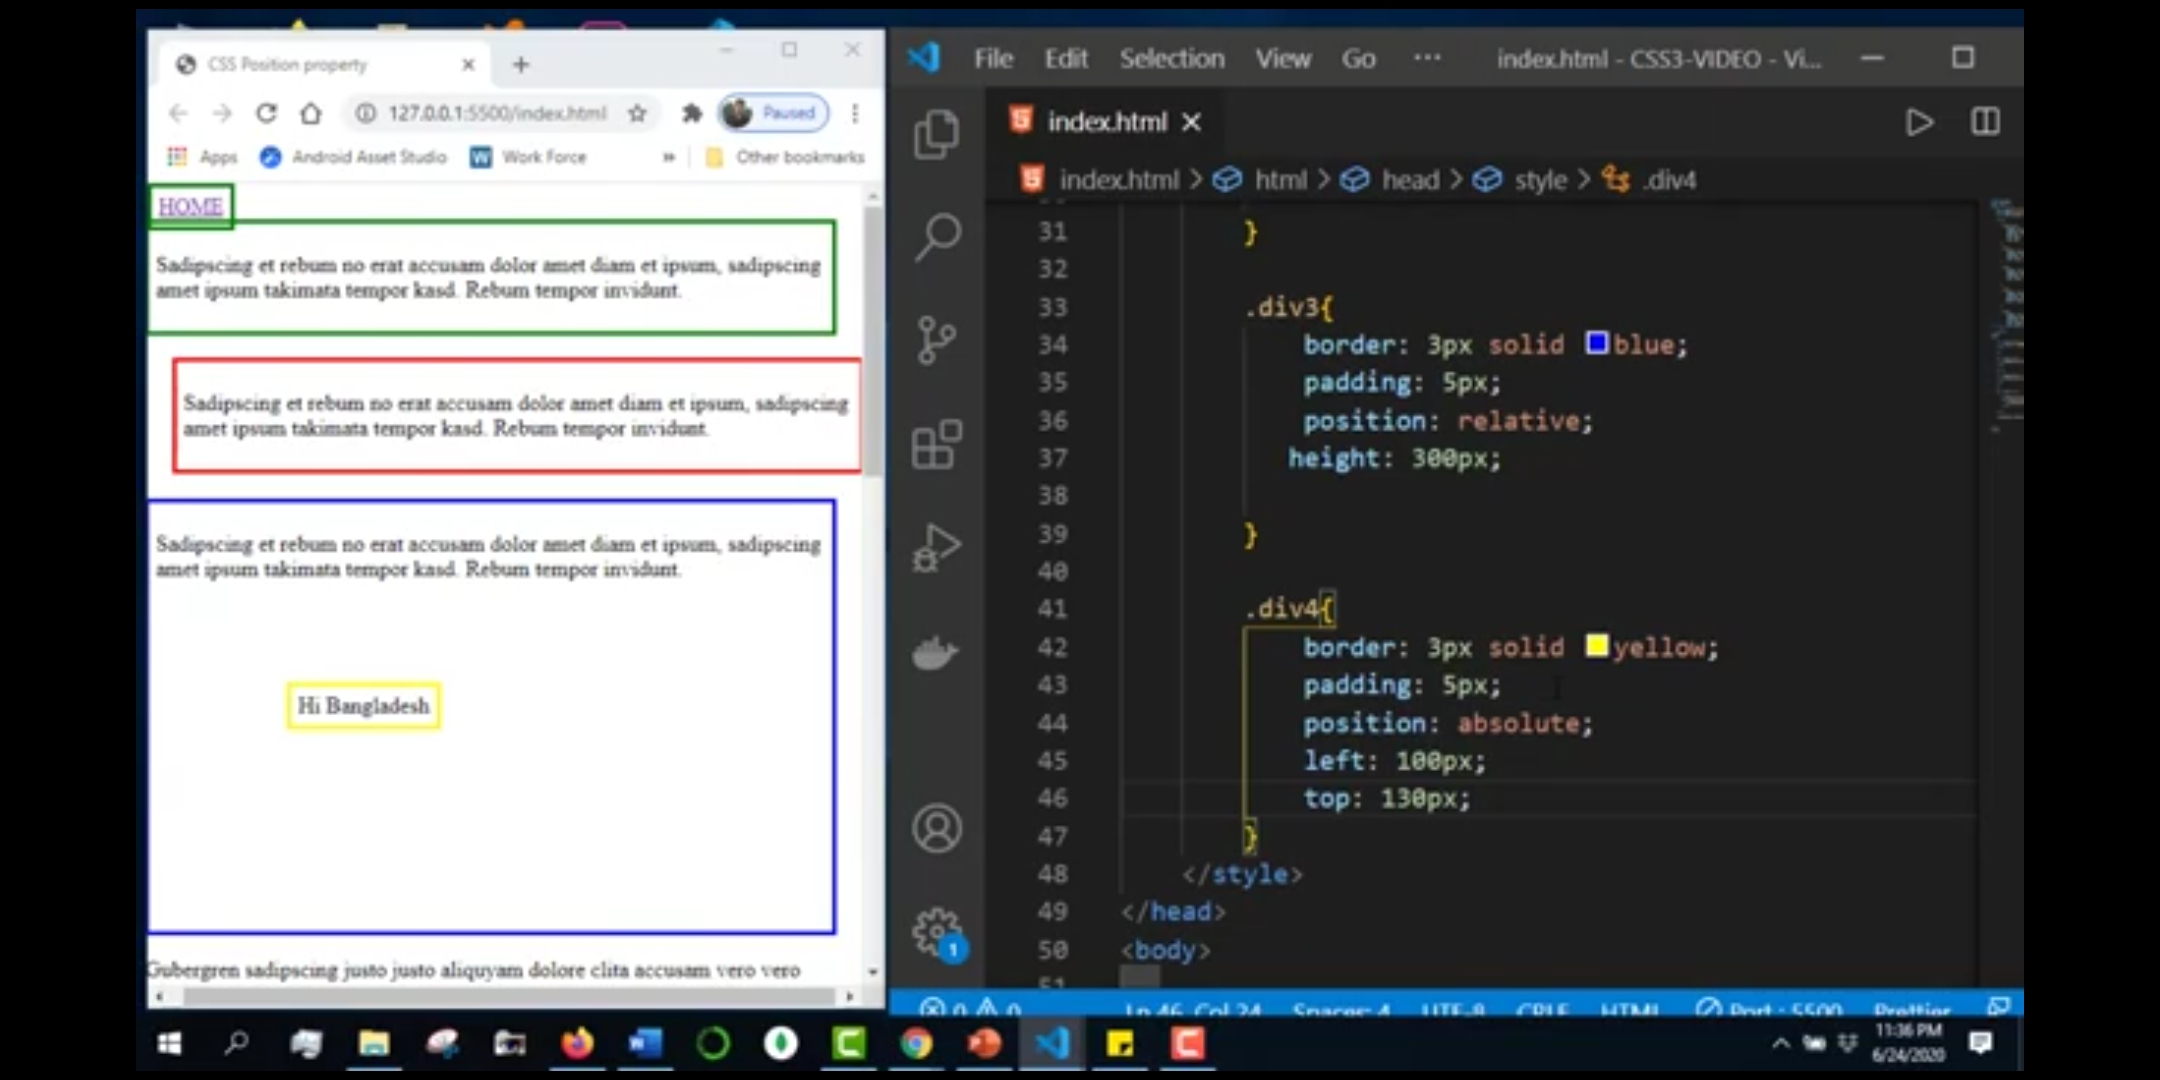 CSS Position property
127.0.0.1:5500/index.html
Paused
Apps
Android Asset Studio
Work Force
»
Other bookmarks
HOME
Sadipscing et rebum no erat accusam dolor amet diam et ipsum, sadipscing
amet ipsum takimata tempor kasd. Rebum tempor invidunt.
Sadipscing et rebum no erat accusam dolor amet diam et ipsum, sadipscing
amet ipsum takimata tempor kasd. Rebum tempor invidunt.
Sadipscing et rebum no erat accusam dolor amet diam et ipsum, sadipscing
amet ipsum takimata tempor kasd. Rebum tempor invidunt.
Hi Bangladesh
Gubergren sadipscing justo justo aliquyam dolore clita accusam vero vero
File Edit Selection View Go ··· index.html - CSS3-VIDEO - Vi...
index.html
index.html > html > head > style > .div4
31 }
32
33 .div3{
34 border: 3px solid blue;
35 padding: 5px;
36 position: relative;
37 height: 300px;
38
39 }
40
41 .div4{
42 border: 3px solid yellow;
43 padding: 5px;
44 position: absolute;
45 left: 100px;
46 top: 130px;
47 }
48 </style>
49 </head>
50 <body>
51
1
0 0 Ln 46, Col 24 Spaces: 4 UTF-8 CRLF HTML Port : 5500 Prettier
11:36 PM
6/24/2020